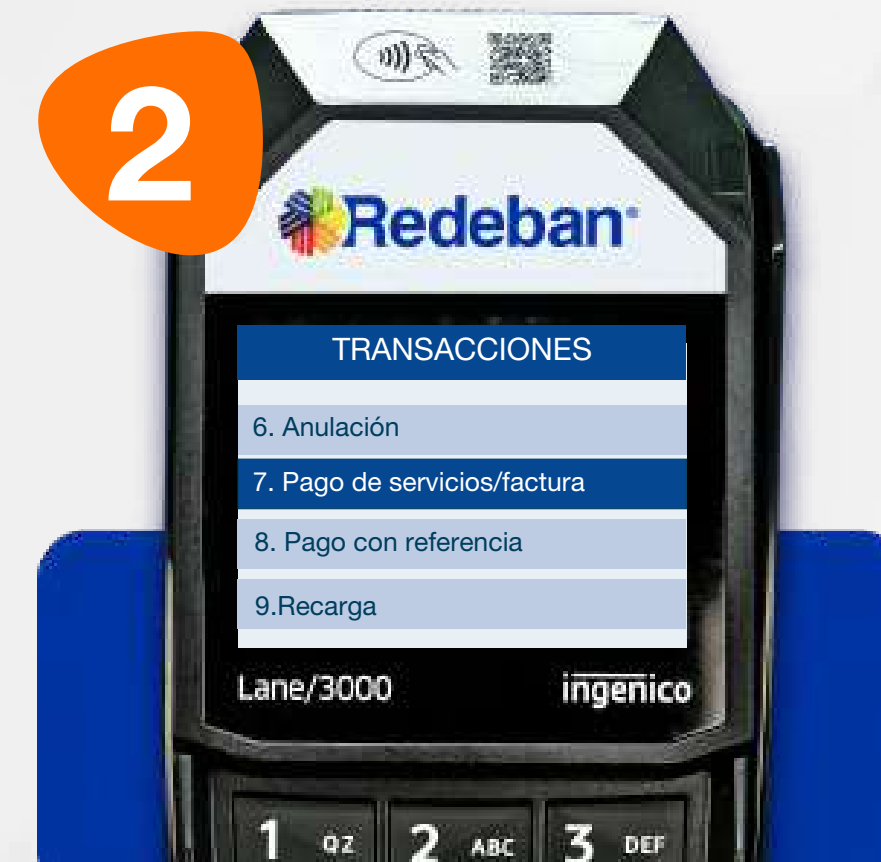 2
Redeban
TRANSACCIONES
6. Anulación
7. Pago de servicios/factura
8. Pago con referencia
9.Recarga
Lane/3000 ingenico
1 QZ 2 ABC 3 DEF